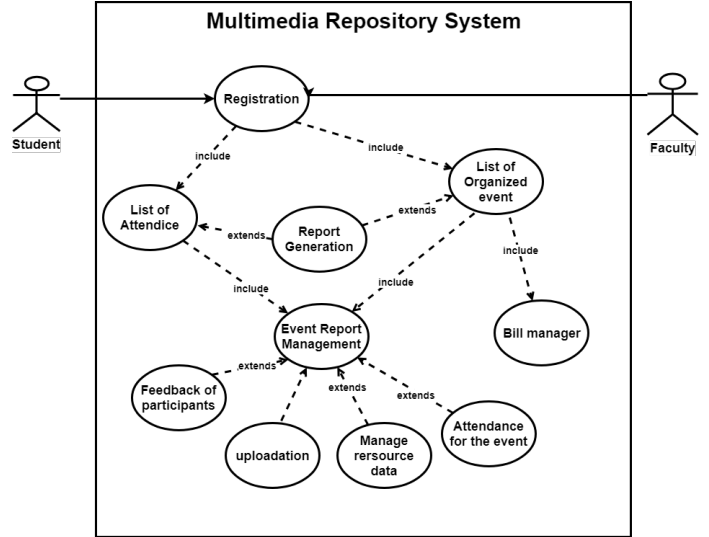 Multimedia Repository System
Registration
Student
Faculty
include
include
List of
Organized
event
List of
Attendice
extends
Report
Generation
extends
include
include
include
Event Report
Management
Bill manager
Feedback of
participants
extends
extends
extends
uploadation
Manage
rersource
data
Attendance
for the event